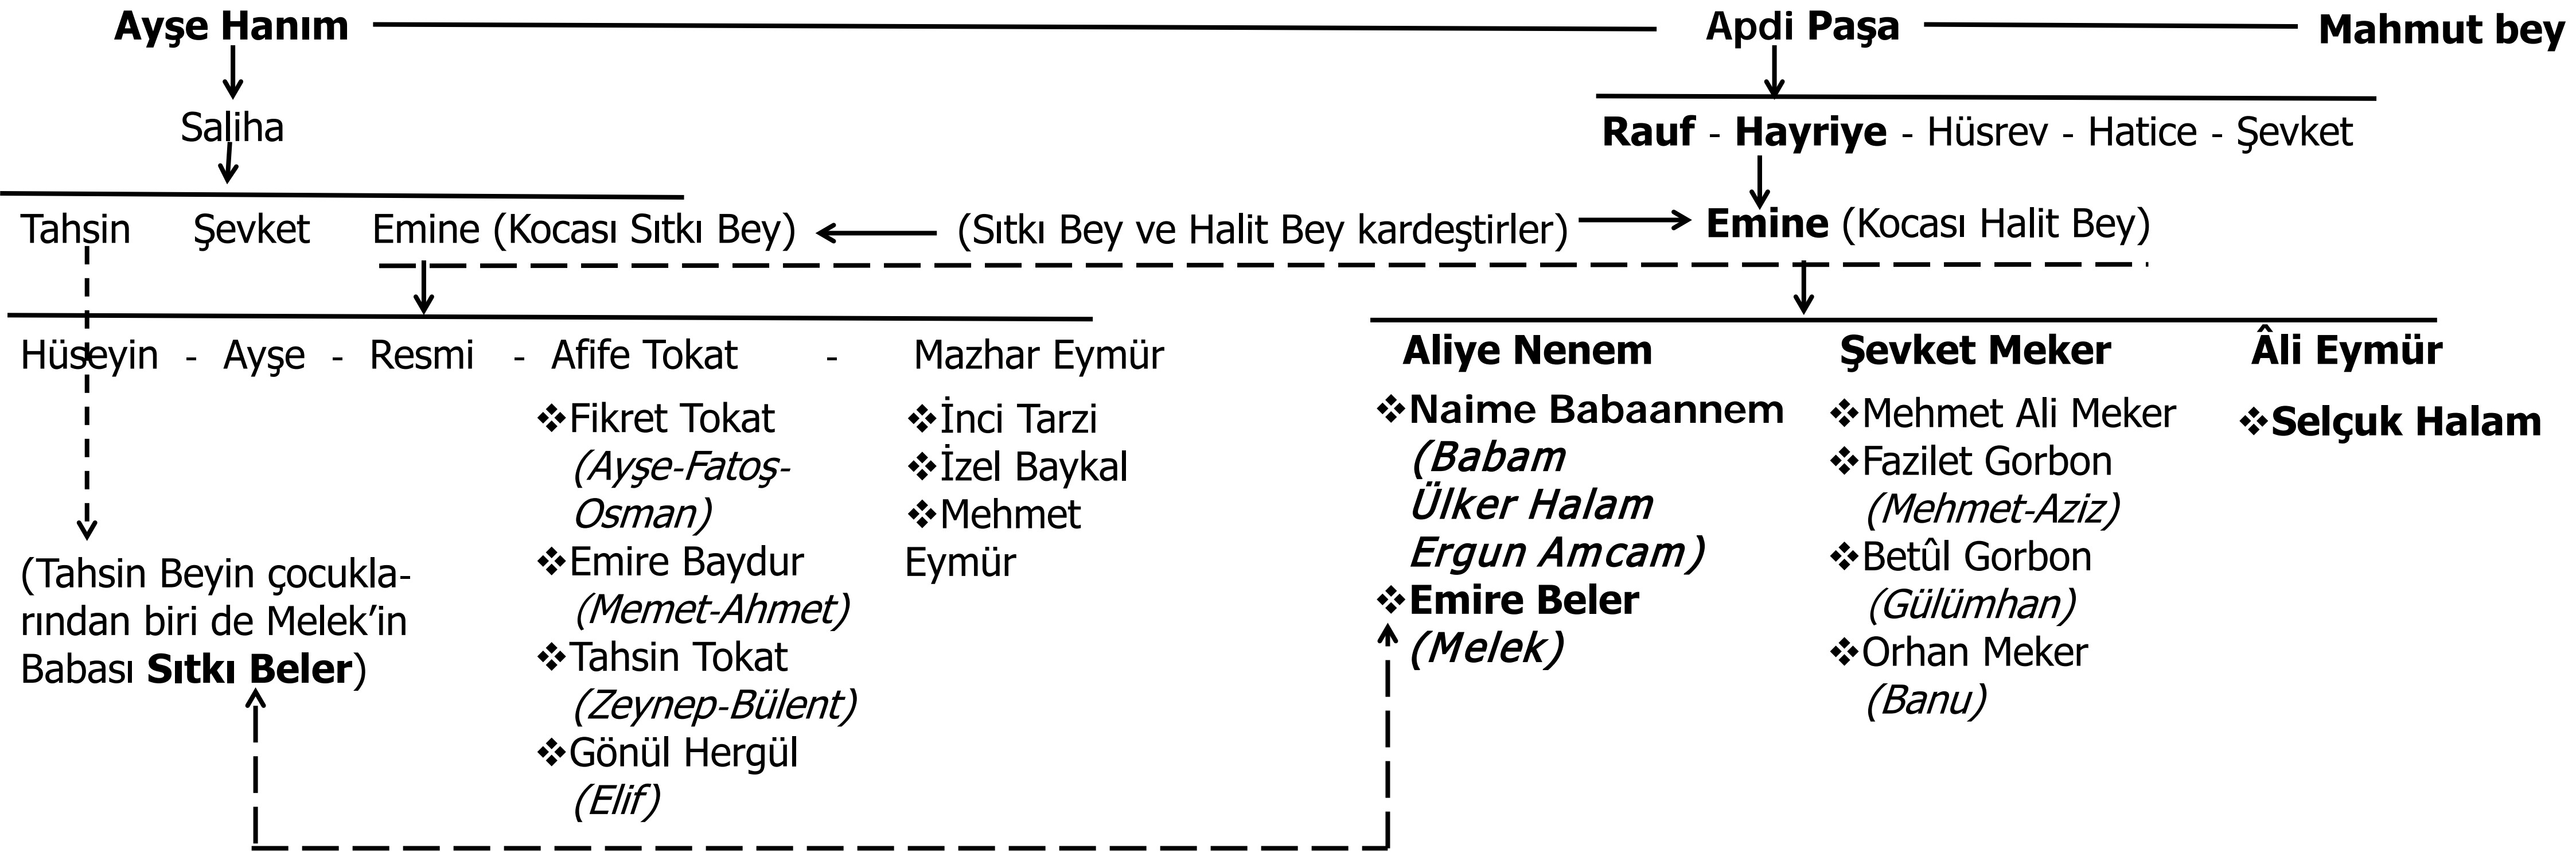 Ayşe Hanım Apdi Paşa Mahmut bey
Saliha
Rauf - Hayriye - Hüsrev - Hatice - Şevket
Tahsin Şevket Emine (Kocası Sıtkı Bey) (Sıtkı Bey ve Halit Bey kardeştirler) Emine (Kocası Halit Bey)
Hüseyin - Ayşe - Resmi - Afife Tokat - Mazhar Eymür
❖Fikret Tokat
(Ayşe-Fatoş-
Osman)
❖Emire Baydur
(Memet-Ahmet)
❖Tahsin Tokat
(Zeynep-Bülent)
❖Gönül Hergül
(Elif)
❖İnci Tarzi
❖İzel Baykal
❖Mehmet
Eymür
(Tahsin Beyin çocukla-
rından biri de Melek’in
Babası Sıtkı Beler)
Aliye Nenem
❖Naime Babaannem
(Babam
Ülker Halam
Ergun Amcam)
❖Emire Beler
(Melek)
Şevket Meker
❖Mehmet Ali Meker
❖Fazilet Gorbon
(Mehmet-Aziz)
❖Betûl Gorbon
(Gülümhan)
❖Orhan Meker
(Banu)
Âli Eymür
❖Selçuk Halam